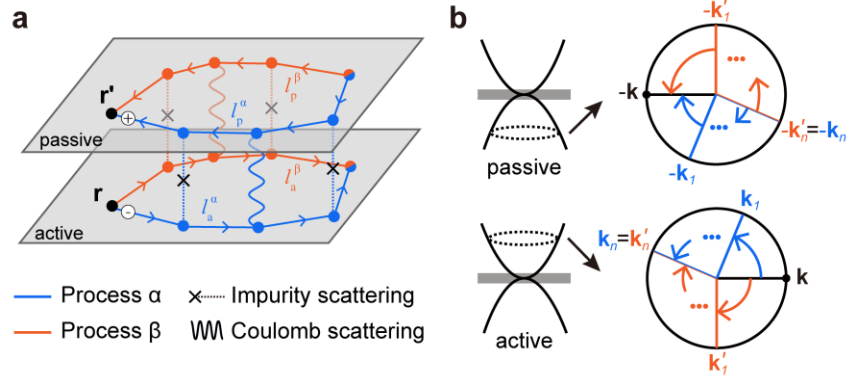 a
r'
+
passive
l_p^α
l_p^β
r
-
active
l_a^α
l_a^β
Process α
Impurity scattering
Process β
Coulomb scattering
b
passive
-k'_1
-k
...
...
-k'_n=-k_n
-k_1
active
k_n=k'_n
k_1
...
k
...
k'_1